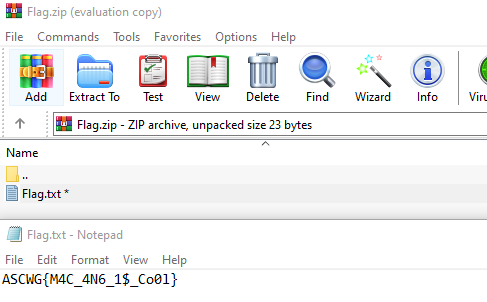 Flag.zip (evaluation copy)
File Commands Tools Favorites Options Help
Add Extract To Test View Delete Find Wizard Info
Flag.zip - ZIP archive, unpacked size 23 bytes
Name
..
Flag.txt *
Flag.txt - Notepad
File Edit Format View Help
ASCWG{M4C_4N6_1$_Co0l}